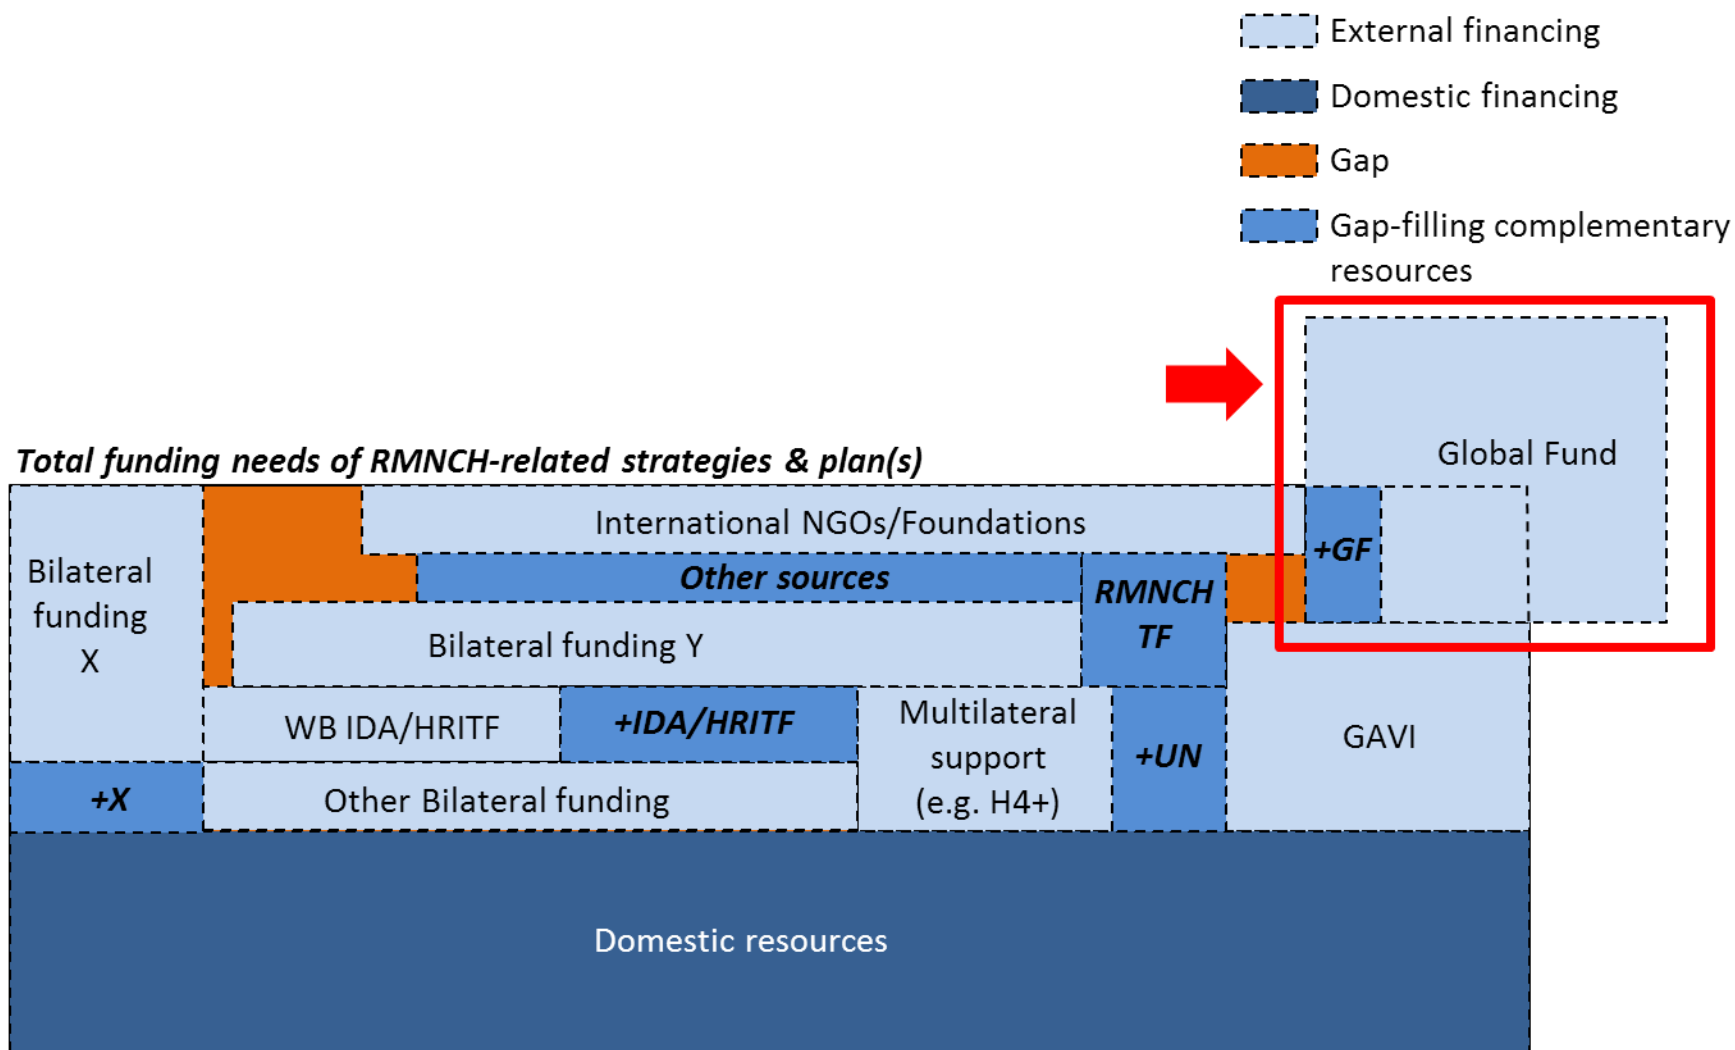 External financing
Domestic financing
Gap
Gap-filling complementary
resources
Total funding needs of RMNCH-related strategies & plan(s)
Global Fund
International NGOs/Foundations
+GF
Bilateral
funding
X
Other sources
RMNCH
TF
Bilateral funding Y
WB IDA/HRITF
+IDA/HRITF
Multilateral
support
(e.g. H4+)
+UN
GAVI
+X
Other Bilateral funding
Domestic resources